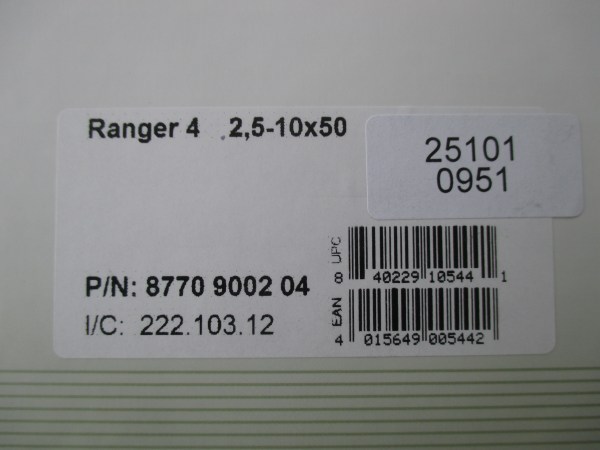 Ranger 4 2,5-10x50
25101
0951
P/N: 8770 9002 04
I/C: 222.103.12
UPC
8 40229 10544 1
EAN
4 015649 005442